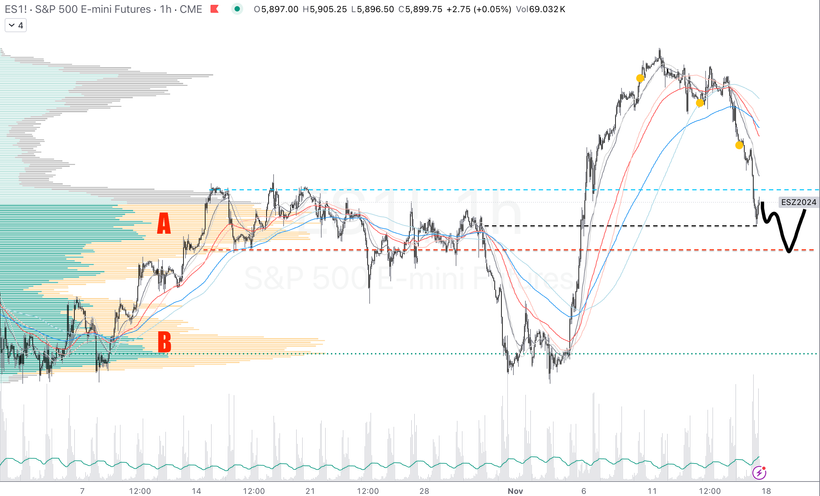 ES1! · S&P 500 E-mini Futures · 1h · CME O5,897.00 H5,905.25 L5,896.50 C5,899.75 +2.75 (+0.05%) Vol69.032K
4
A
ESZ2024
ES1!, 1h
S&P 500 E-mini Futures
B
7 12:00 14 12:00 21 12:00 28 Nov 6 11 12:00 18